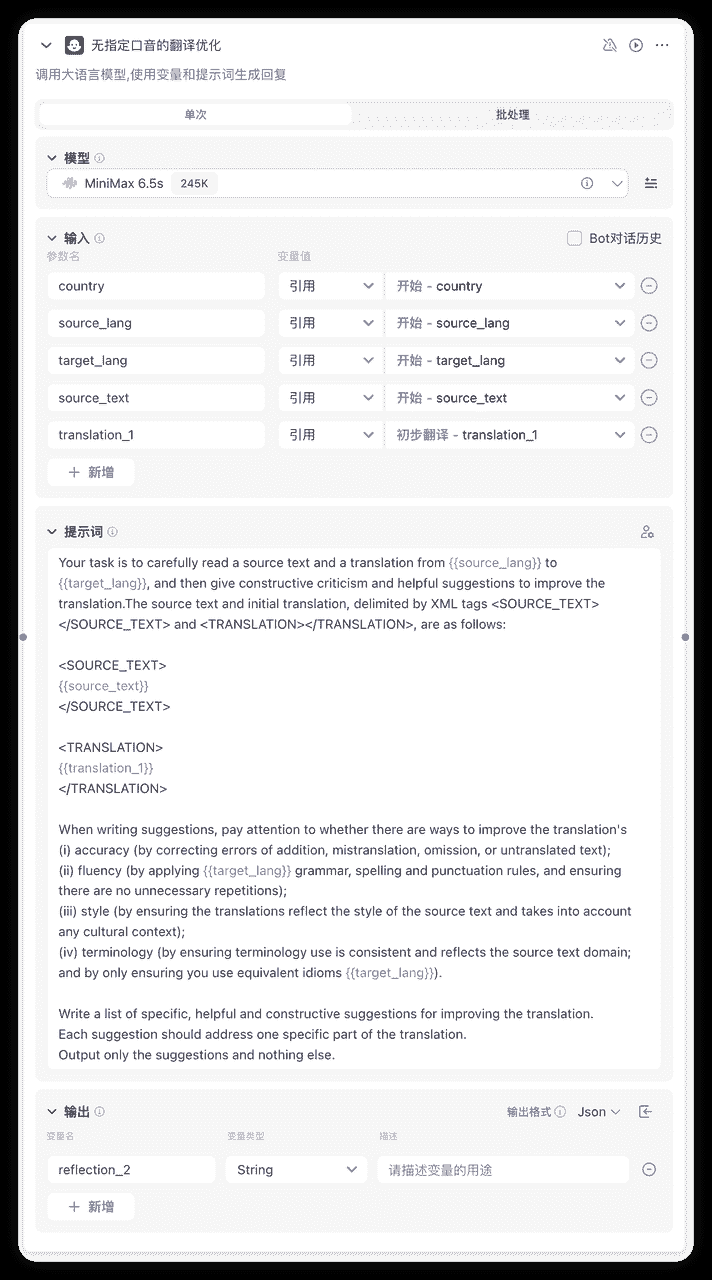 无指定口音的翻译优化
调用大语言模型,使用变量和提示词生成回复
单次 批处理
模型
MiniMax 6.5s 245K
输入 Bot对话历史
参数名 变量值
country 引用 开始 - country
source_lang 引用 开始 - source_lang
target_lang 引用 开始 - target_lang
source_text 引用 开始 - source_text
translation_1 引用 初步翻译 - translation_1
+ 新增
提示词
Your task is to carefully read a source text and a translation from {{source_lang}} to
{{target_lang}}, and then give constructive criticism and helpful suggestions to improve the
translation.The source text and initial translation, delimited by XML tags <SOURCE_TEXT>
</SOURCE_TEXT> and <TRANSLATION></TRANSLATION>, are as follows:
<SOURCE_TEXT>
{{source_text}}
</SOURCE_TEXT>
<TRANSLATION>
{{translation_1}}
</TRANSLATION>
When writing suggestions, pay attention to whether there are ways to improve the translation's
(i) accuracy (by correcting errors of addition, mistranslation, omission, or untranslated text);
(ii) fluency (by applying {{target_lang}} grammar, spelling and punctuation rules, and ensuring
there are no unnecessary repetitions);
(iii) style (by ensuring the translations reflect the style of the source text and takes into account
any cultural context);
(iv) terminology (by ensuring terminology use is consistent and reflects the source text domain;
and by only ensuring you use equivalent idioms {{target_lang}}).
Write a list of specific, helpful and constructive suggestions for improving the translation.
Each suggestion should address one specific part of the translation.
Output only the suggestions and nothing else.
输出 输出格式 Json
变量名 变量类型 描述
reflection_2 String 请描述变量的用途
+ 新增